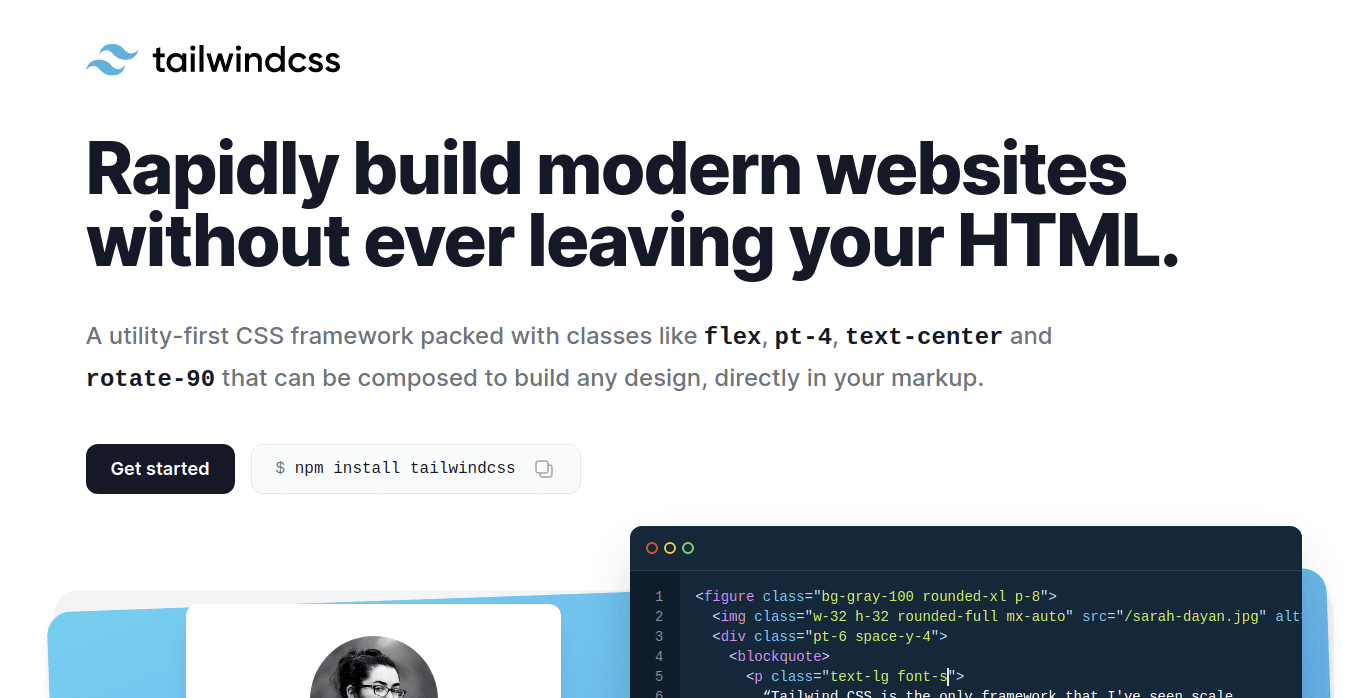 tailwindcss
Rapidly build modern websites
without ever leaving your HTML.
A utility-first CSS framework packed with classes like flex, pt-4, text-center and
rotate-90 that can be composed to build any design, directly in your markup.
Get started
$ npm install tailwindcss
1 <figure class="bg-gray-100 rounded-xl p-8">
2 <img class="w-32 h-32 rounded-full mx-auto" src="/sarah-dayan.jpg" alt
3 <div class="pt-6 space-y-4">
4 <blockquote>
5 <p class="text-lg font-s">
6 “Tailwind CSS is the only framework that I've seen scale